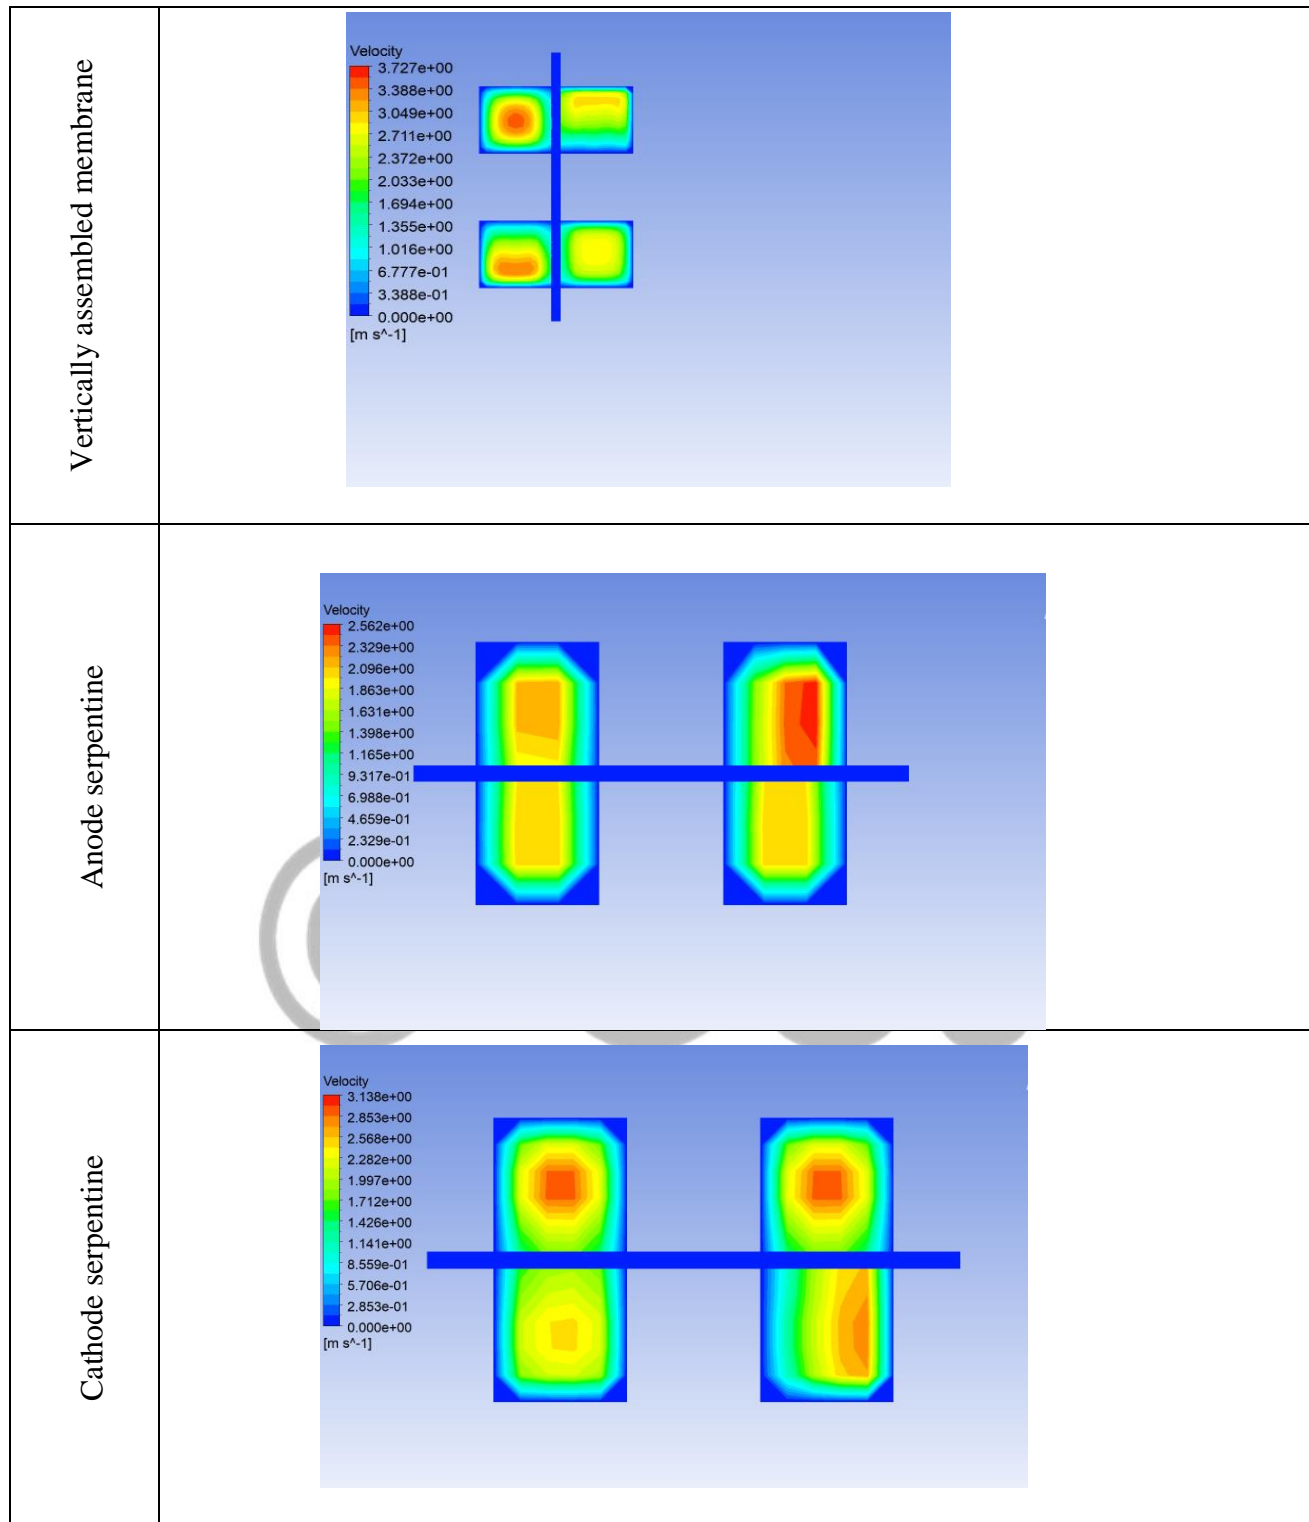 Vertically assembled membrane
Velocity
3.727e+00
3.388e+00
3.049e+00
2.711e+00
2.372e+00
2.033e+00
1.694e+00
1.355e+00
1.016e+00
6.777e-01
3.388e-01
0.000e+00
[m s^-1]
Anode serpentine
Velocity
2.562e+00
2.329e+00
2.096e+00
1.863e+00
1.631e+00
1.398e+00
1.165e+00
9.317e-01
6.988e-01
4.659e-01
2.329e-01
0.000e+00
[m s^-1]
Cathode serpentine
Velocity
3.138e+00
2.853e+00
2.568e+00
2.282e+00
1.997e+00
1.712e+00
1.426e+00
1.141e+00
8.559e-01
5.706e-01
2.853e-01
0.000e+00
[m s^-1]